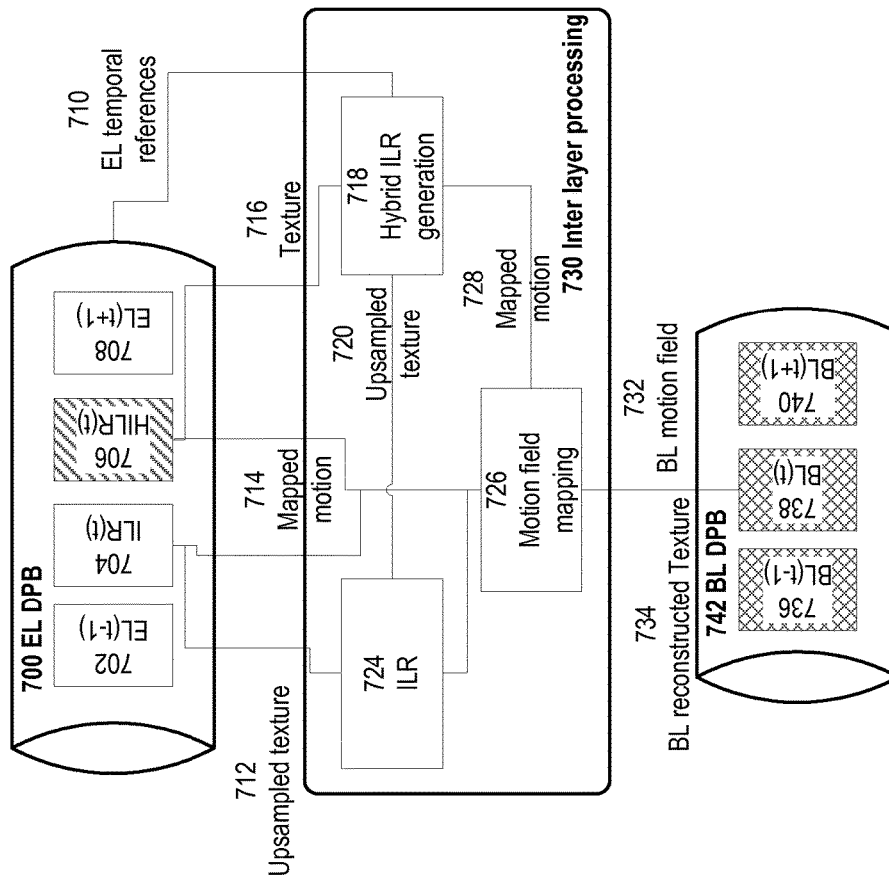 700 EL DPB
702
EL(t-1)
704
ILR(t)
706
HILR(t)
708
EL(t+1)
710
EL temporal
references
712
Upsampled texture
714
Mapped
motion
716
Texture
718
Hybrid ILR
generation
720
Upsampled
texture
724
ILR
726
Motion field
mapping
728
Mapped
motion
730 Inter layer processing
734
BL reconstructed Texture
732
BL motion field
742 BL DPB
736
BL(t-1)
738
BL(t)
740
BL(t+1)